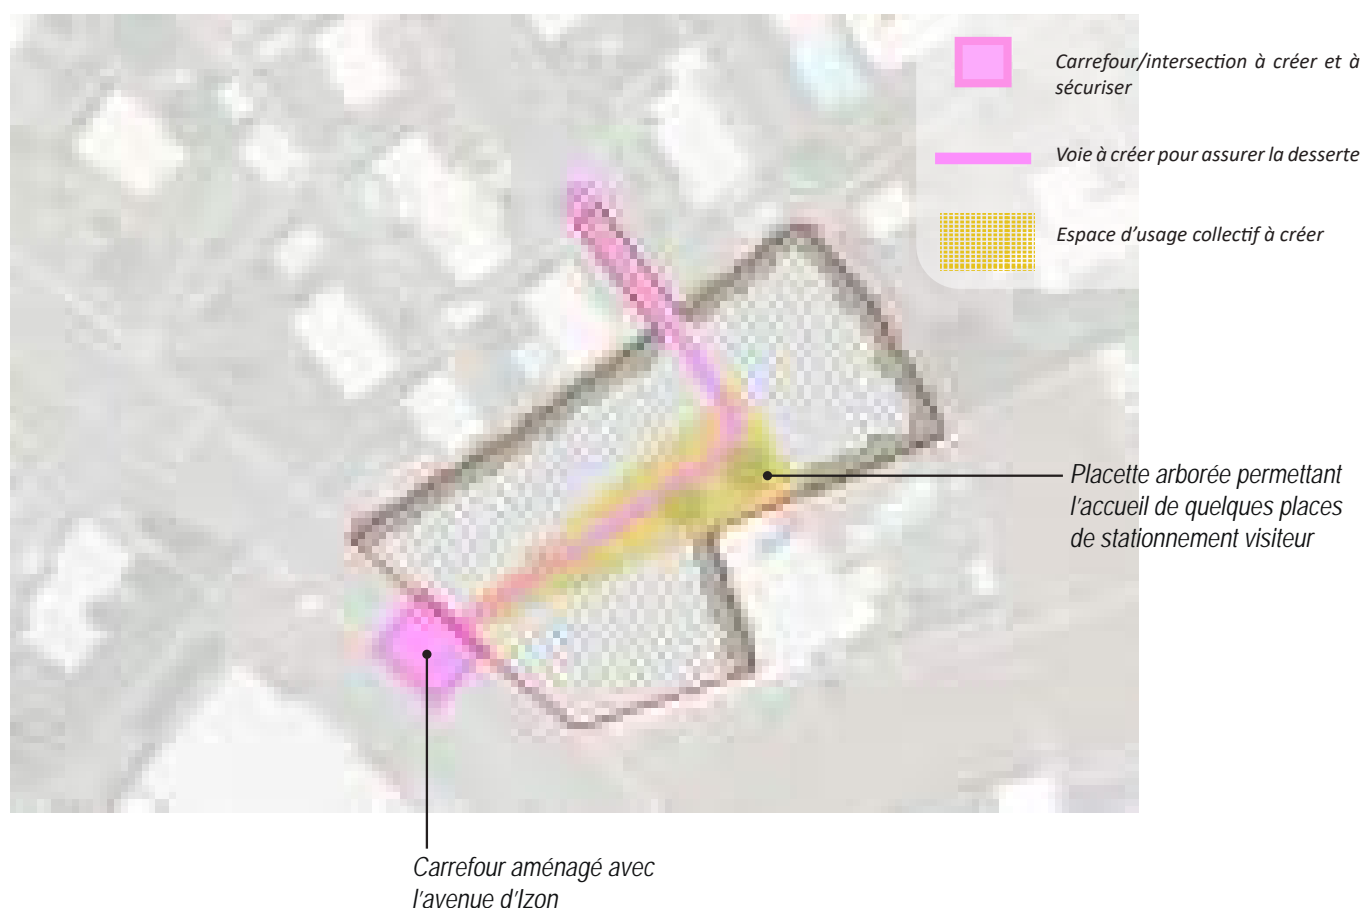 Carrefour/intersection à créer et à
sécuriser
Voie à créer pour assurer la desserte
Espace d'usage collectif à créer
Placette arborée permettant
l'accueil de quelques places
de stationnement visiteur
Carrefour aménagé avec
l'avenue d'Izon